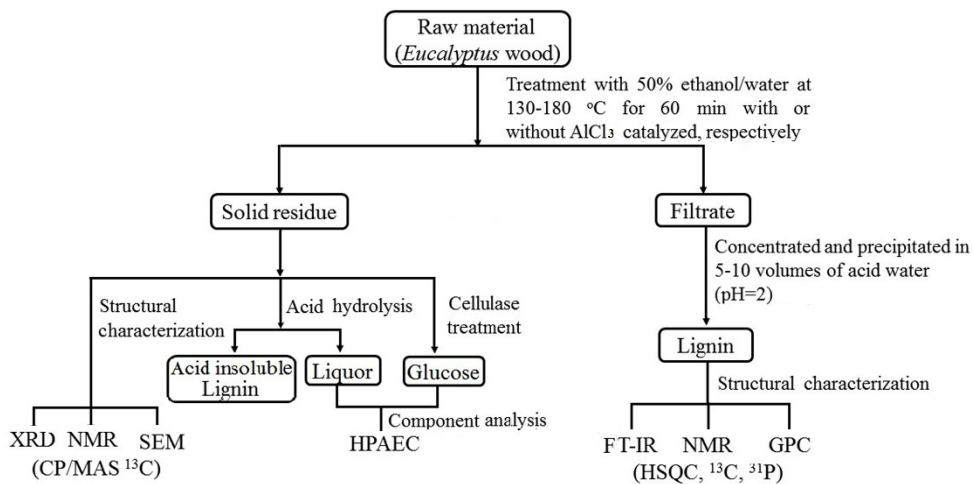 Raw material
(Eucalyptus wood)
Treatment with 50% ethanol/water at
130-180 °C for 60 min with or
without AlCl₃ catalyzed, respectively
Solid residue
Filtrate
Concentrated and precipitated in
5-10 volumes of acid water
(pH=2)
Structural
characterization
Acid hydrolysis
Cellulase
treatment
Acid insoluble
Lignin
Liquor
Glucose
Lignin
Structural characterization
Component analysis
XRD NMR SEM
(CP/MAS ¹³C)
HPAEC
FT-IR NMR GPC
(HSQC, ¹³C, ³¹P)